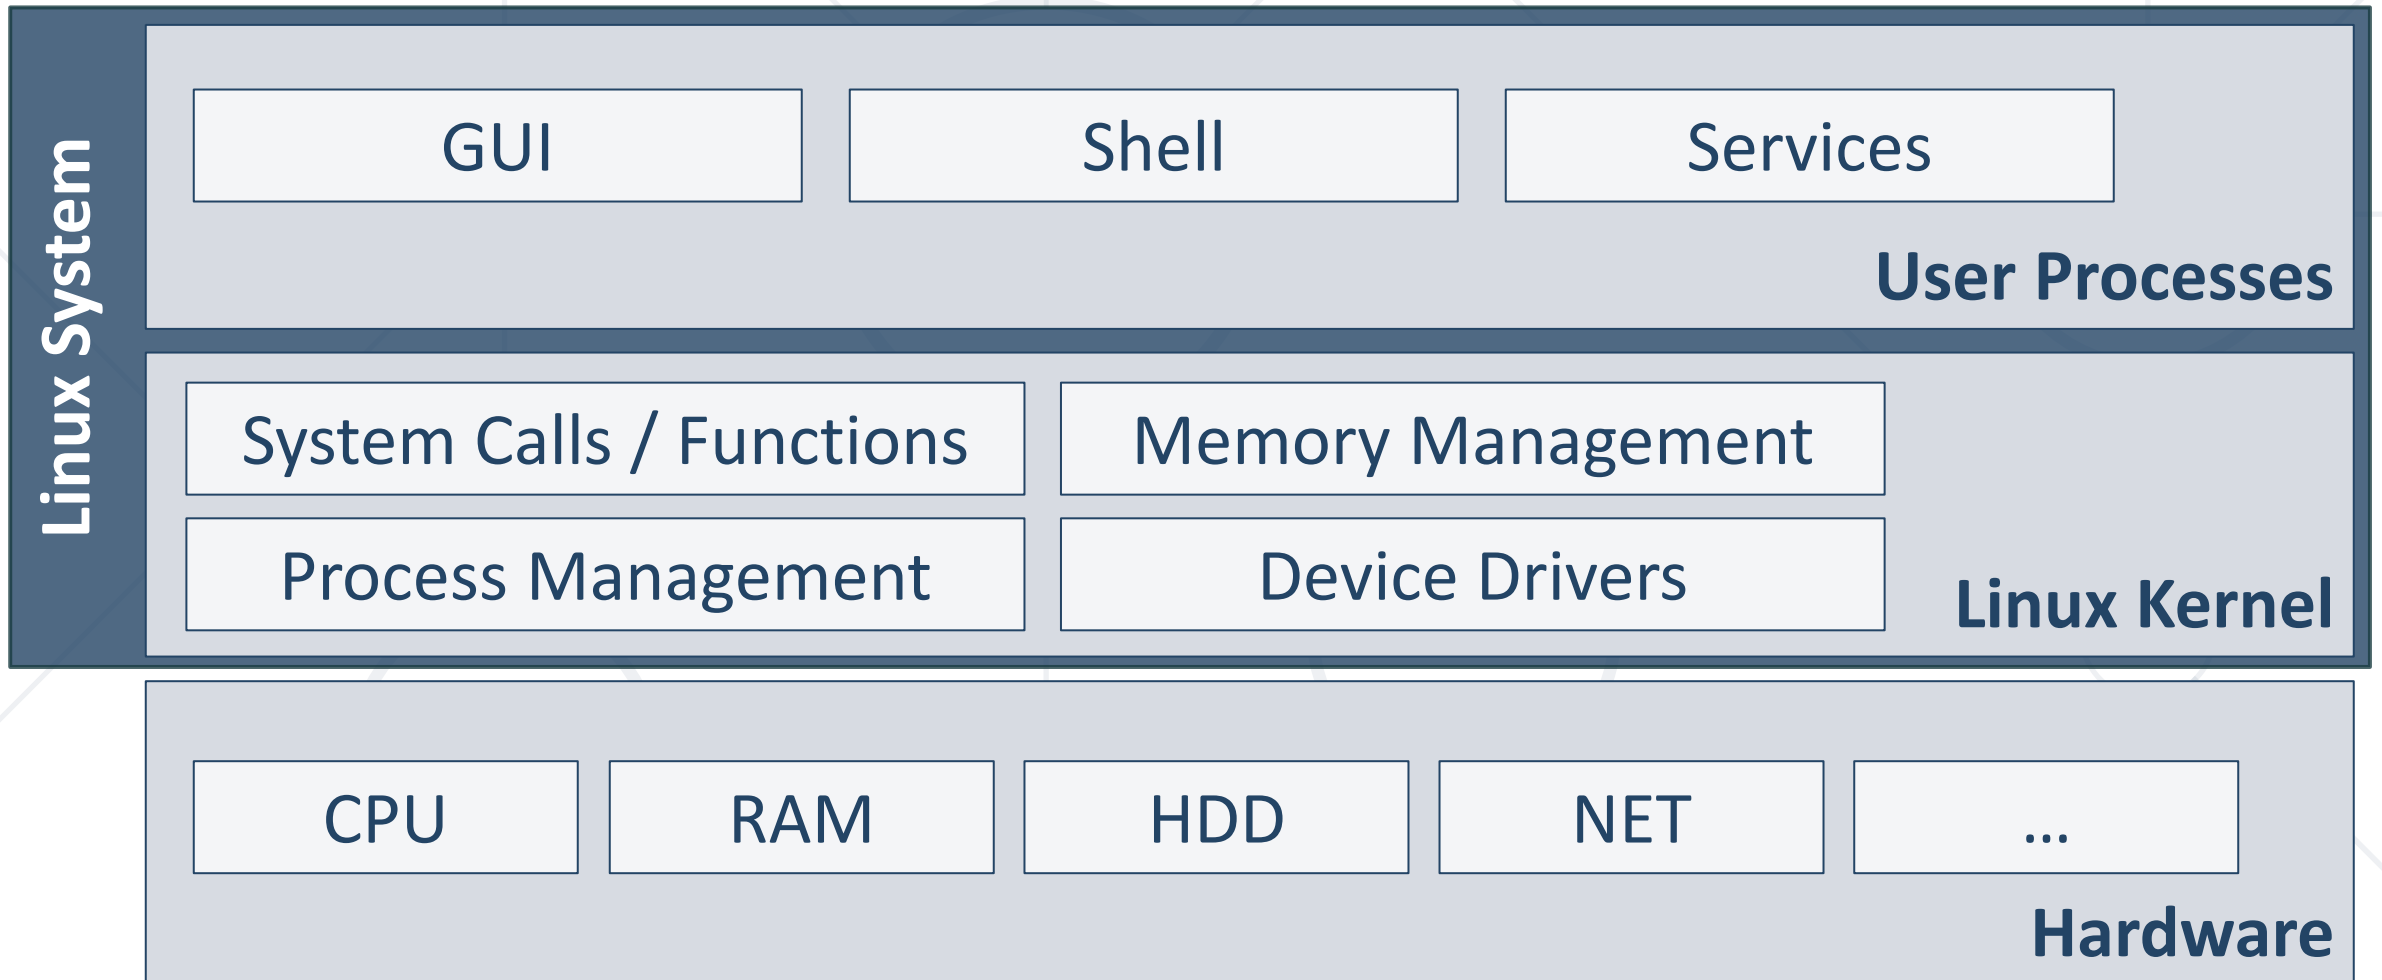 Linux System
GUI
Shell
Services
User Processes
System Calls / Functions
Memory Management
Process Management
Device Drivers
Linux Kernel
CPU
RAM
HDD
NET
...
Hardware